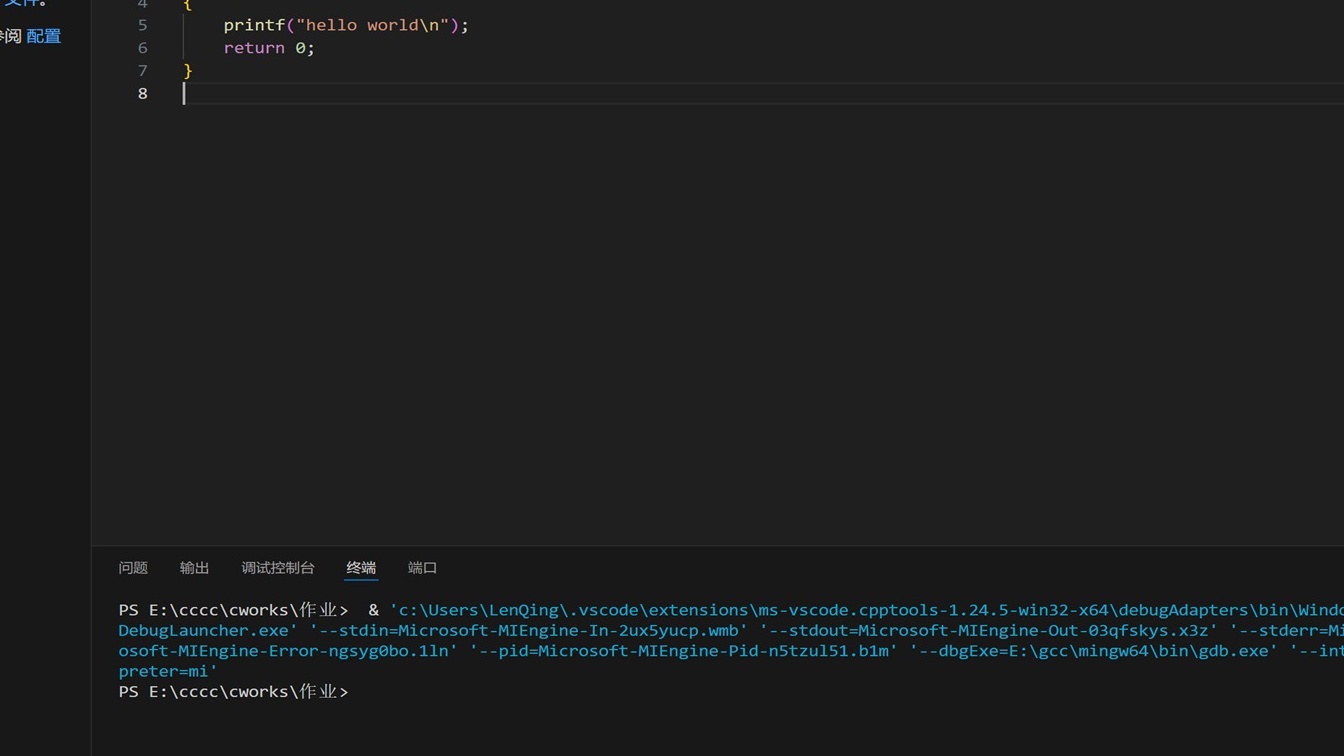 文件。
参阅 配置
4 {
5 printf("hello world\n");
6 return 0;
7 }
8
问题 输出 调试控制台 终端 端口
PS E:\cccc\cworks\作业>  & 'c:\Users\LenQing\.vscode\extensions\ms-vscode.cpptools-1.24.5-win32-x64\debugAdapters\bin\Windo
DebugLauncher.exe' '--stdin=Microsoft-MIEngine-In-2ux5yucp.wmb' '--stdout=Microsoft-MIEngine-Out-03qfskys.x3z' '--stderr=Mi
osoft-MIEngine-Error-ngsyg0bo.1ln' '--pid=Microsoft-MIEngine-Pid-n5tzul51.b1m' '--dbgExe=E:\gcc\mingw64\bin\gdb.exe' '--int
preter=mi'
PS E:\cccc\cworks\作业>